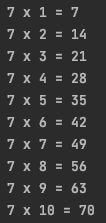 7 x 1 = 7
7 x 2 = 14
7 x 3 = 21
7 x 4 = 28
7 x 5 = 35
7 x 6 = 42
7 x 7 = 49
7 x 8 = 56
7 x 9 = 63
7 x 10 = 70